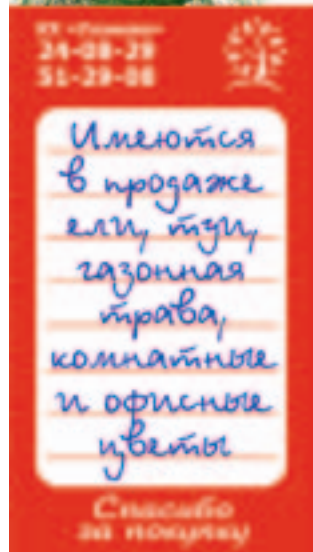 24-08-29
51-29-08
Имеются
в продаже
ели, туи,
газонная
трава,
комнатные
и офисные
цветы
Спасибо
за покупку